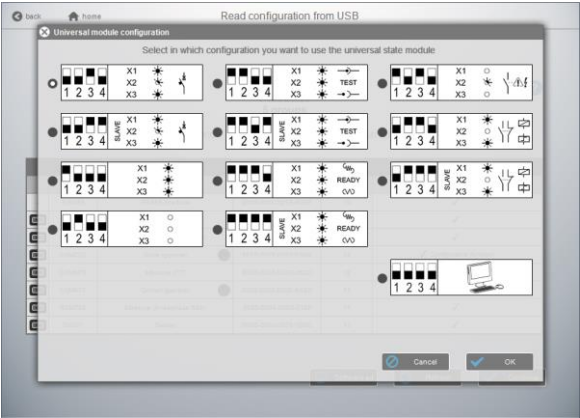 back
home
Read configuration from USB
Universal module configuration
Select in which configuration you want to use the universal state module
1 2 3 4 X1 X2 X3
1 2 3 4 X1 X2 X3 TEST
1 2 3 4 X1 X2 X3
1 2 3 4 SLAVE X1 X2 X3
1 2 3 4 SLAVE X1 X2 X3 TEST
1 2 3 4 X1 X2 X3
1 2 3 4 X1 X2 X3
1 2 3 4 X1 X2 X3 READY
1 2 3 4 SLAVE X1 X2 X3
1 2 3 4 X1 X2 X3
1 2 3 4 SLAVE X1 X2 X3 READY
1 2 3 4
Cancel
OK